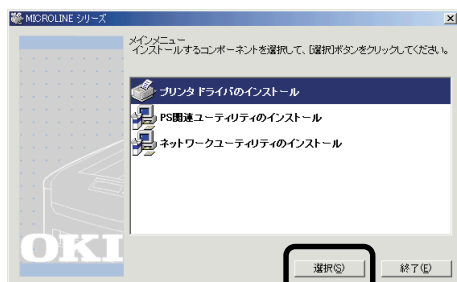 MICROLINE シリーズ
メインメニュー
インストールするコンポーネントを選択して、[選択]ボタンをクリックしてください。
プリンタ ドライバのインストール
PS関連ユーティリティのインストール
ネットワークユーティリティのインストール
OKI
選択(S)
終了(E)